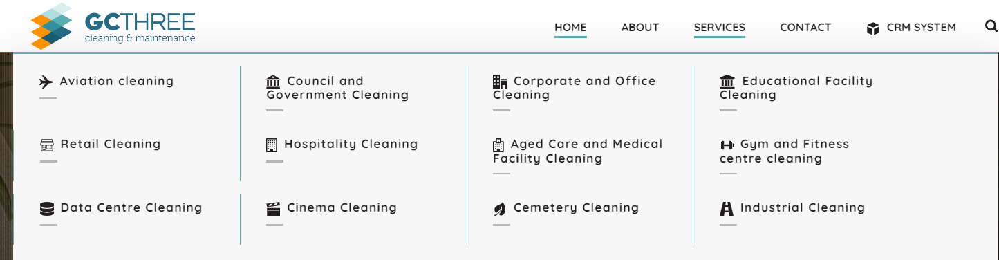 GCTHREE
cleaning & maintenance
HOME
ABOUT
SERVICES
CONTACT
CRM SYSTEM
Aviation cleaning
Council and
Government Cleaning
Corporate and Office
Cleaning
Educational Facility
Cleaning
Retail Cleaning
Hospitality Cleaning
Aged Care and Medical
Facility Cleaning
Gym and Fitness
centre cleaning
Data Centre Cleaning
Cinema Cleaning
Cemetery Cleaning
Industrial Cleaning